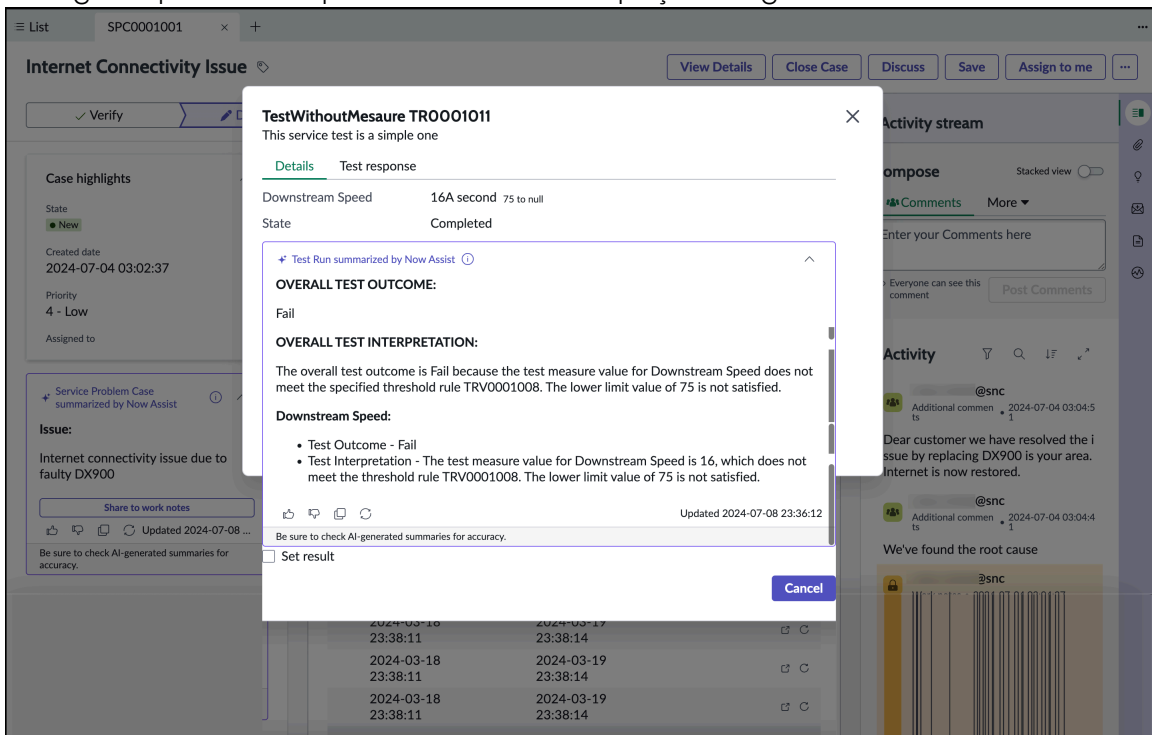 List
SPC0001001
Internet Connectivity Issue
View Details
Close Case
Discuss
Save
Assign to me
Verify
Case highlights
State
New
Created date
2024-07-04 03:02:37
Priority
4 - Low
Assigned to
Service Problem Case
summarized by Now Assist
Issue:
Internet connectivity issue due to
faulty DX900
Share to work notes
Updated 2024-07-08 ...
Be sure to check AI-generated summaries for
accuracy.
TestWithoutMesaure TR0001011
This service test is a simple one
Details
Test response
Downstream Speed 16A second 75 to null
State Completed
Test Run summarized by Now Assist
OVERALL TEST OUTCOME:
Fail
OVERALL TEST INTERPRETATION:
The overall test outcome is Fail because the test measure value for Downstream Speed does not
meet the specified threshold rule TRV0001008. The lower limit value of 75 is not satisfied.
Downstream Speed:
• Test Outcome - Fail
• Test Interpretation - The test measure value for Downstream Speed is 16, which does not
meet the threshold rule TRV0001008. The lower limit value of 75 is not satisfied.
Updated 2024-07-08 23:36:12
Be sure to check AI-generated summaries for accuracy.
Set result
Cancel
23:38:11 23:38:14
2024-03-18 2024-03-19
23:38:11 23:38:14
2024-03-18 2024-03-19
23:38:11 23:38:14
Activity stream
Stacked view
Comments
More
Enter your Comments here
Everyone can see this
comment
Post Comments
Activity
@snc
Additional commen • 2024-07-04 03:04:5
ts 1
Dear customer we have resolved the i
ssue by replacing DX900 is your area.
Internet is now restored.
@snc
Additional commen • 2024-07-04 03:04:4
ts 1
We've found the root cause
@snc